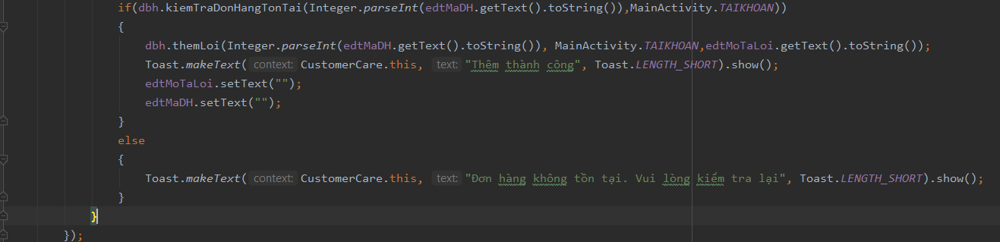 if(dbh.kiemTraDonHangTonTai(Integer.parseInt(edtMaDH.getText().toString()),MainActivity.TAIKHOAN))
{
dbh.themLoi(Integer.parseInt(edtMaDH.getText().toString()), MainActivity.TAIKHOAN,edtMoTaLoi.getText().toString());
Toast.makeText( context: CustomerCare.this, text: "Thêm thành công", Toast.LENGTH_SHORT).show();
edtMoTaLoi.setText("");
edtMaDH.setText("");
}
else
{
Toast.makeText( context: CustomerCare.this, text: "Đơn hàng không tồn tại. Vui lòng kiểm tra lại", Toast.LENGTH_SHORT).show();
}
}
});